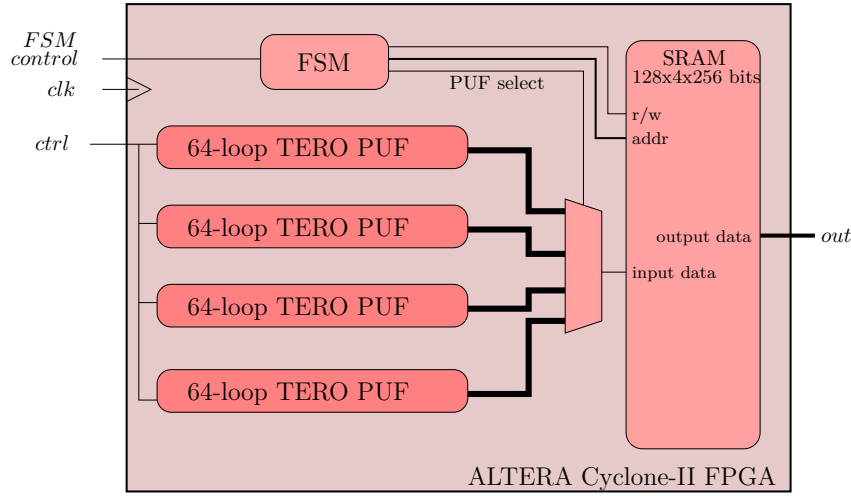 FSM
control
clk
ctrl
FSM
PUF select
SRAM
128x4x256 bits
r/w
addr
64-loop TERO PUF
64-loop TERO PUF
64-loop TERO PUF
64-loop TERO PUF
output data
out
input data
ALTERA Cyclone-II FPGA